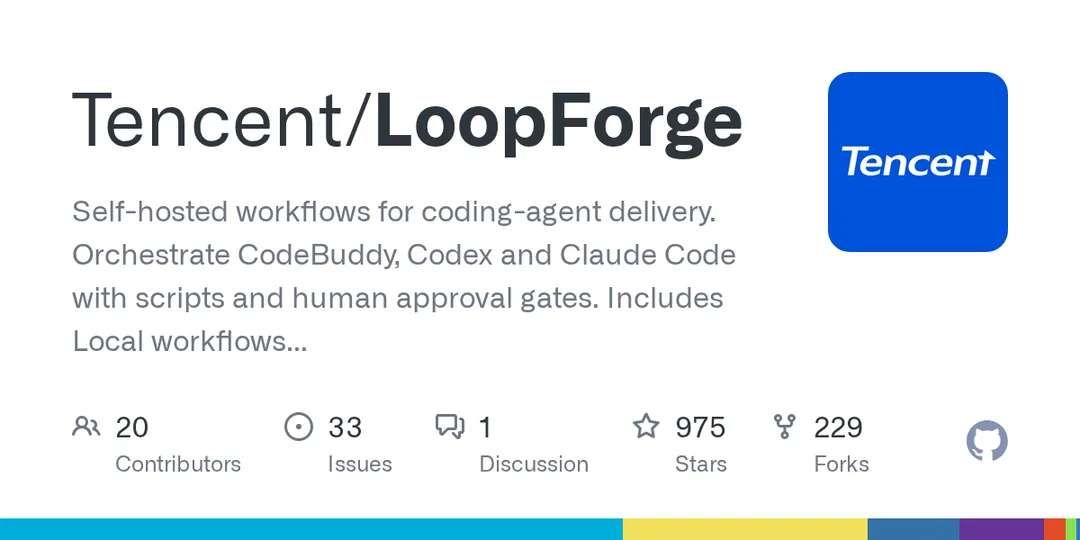 Tencent/LoopForge
Tencent
Self-hosted workflows for coding-agent delivery.
Orchestrate CodeBuddy, Codex and Claude Code
with scripts and human approval gates. Includes
Local workflows...
20
Contributors
33
Issues
1
Discussion
975
Stars
229
Forks